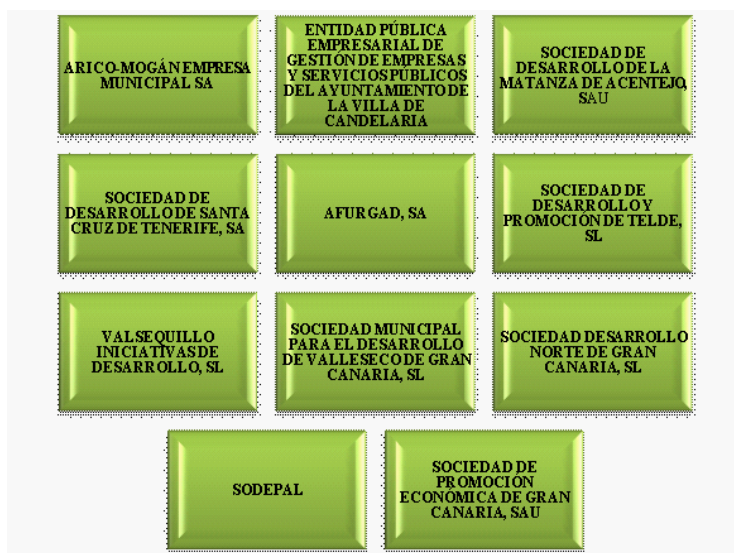 ARICO-MOGÁN EMPRESA
MUNICIPAL SA
ENTIDAD PÚBLICA
EMPRESARIAL DE
GESTIÓN DE EMPRESAS
Y SERVICIOS PÚBLICOS
DEL AYUNTAMIENTO DE
LA VILLA DE
CANDELARIA
SOCIEDAD DE
DESARROLLO DE LA
MATANZA DE ACENTEJO,
SAU
SOCIEDAD DE
DESARROLLO DE SANTA
CRUZ DE TENERIFE, SA
AFURGAD, SA
SOCIEDAD DE
DESARROLLO Y
PROMOCIÓN DE TELDE,
SL
VALSEQUILLO
INICIATIVAS DE
DESARROLLO, SL
SOCIEDAD MUNICIPAL
PARA EL DESARROLLO
DE VALLESECO DE GRAN
CANARIA, SL
SOCIEDAD DESARROLLO
NORTE DE GRAN
CANARIA, SL
SODEPAL
SOCIEDAD DE
PROMOCIÓN
ECONÓMICA DE GRAN
CANARIA, SAU